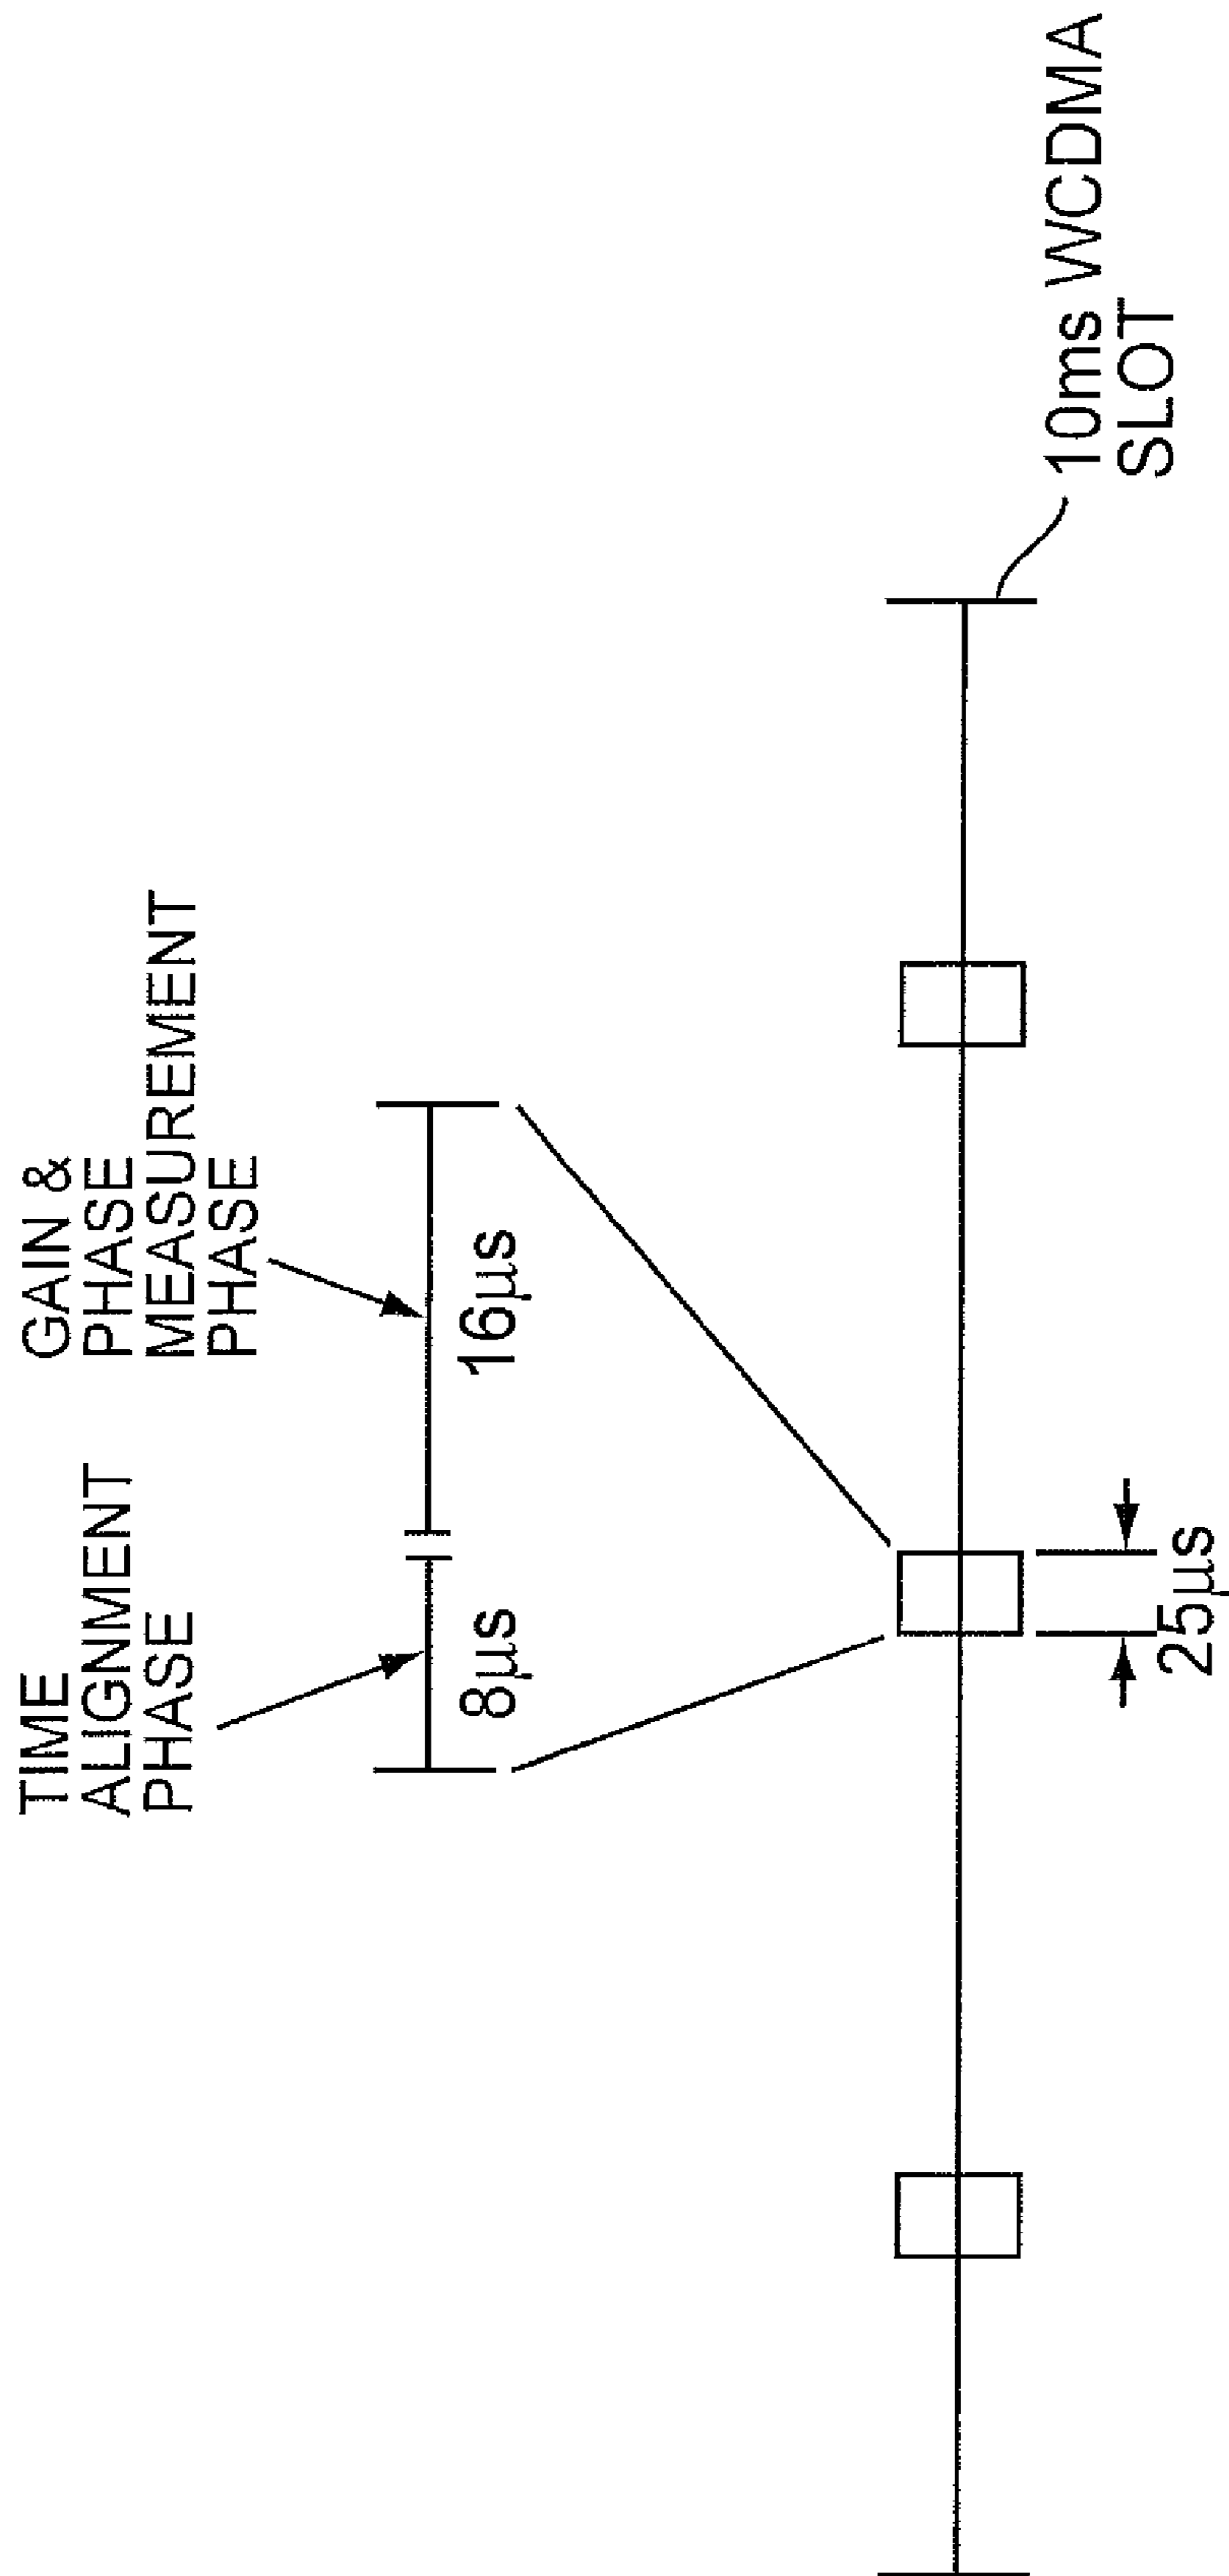 TIME
ALIGNMENT
PHASE
GAIN &
PHASE
MEASUREMENT
PHASE
8μs
16μs
25μs
10ms WCDMA
SLOT